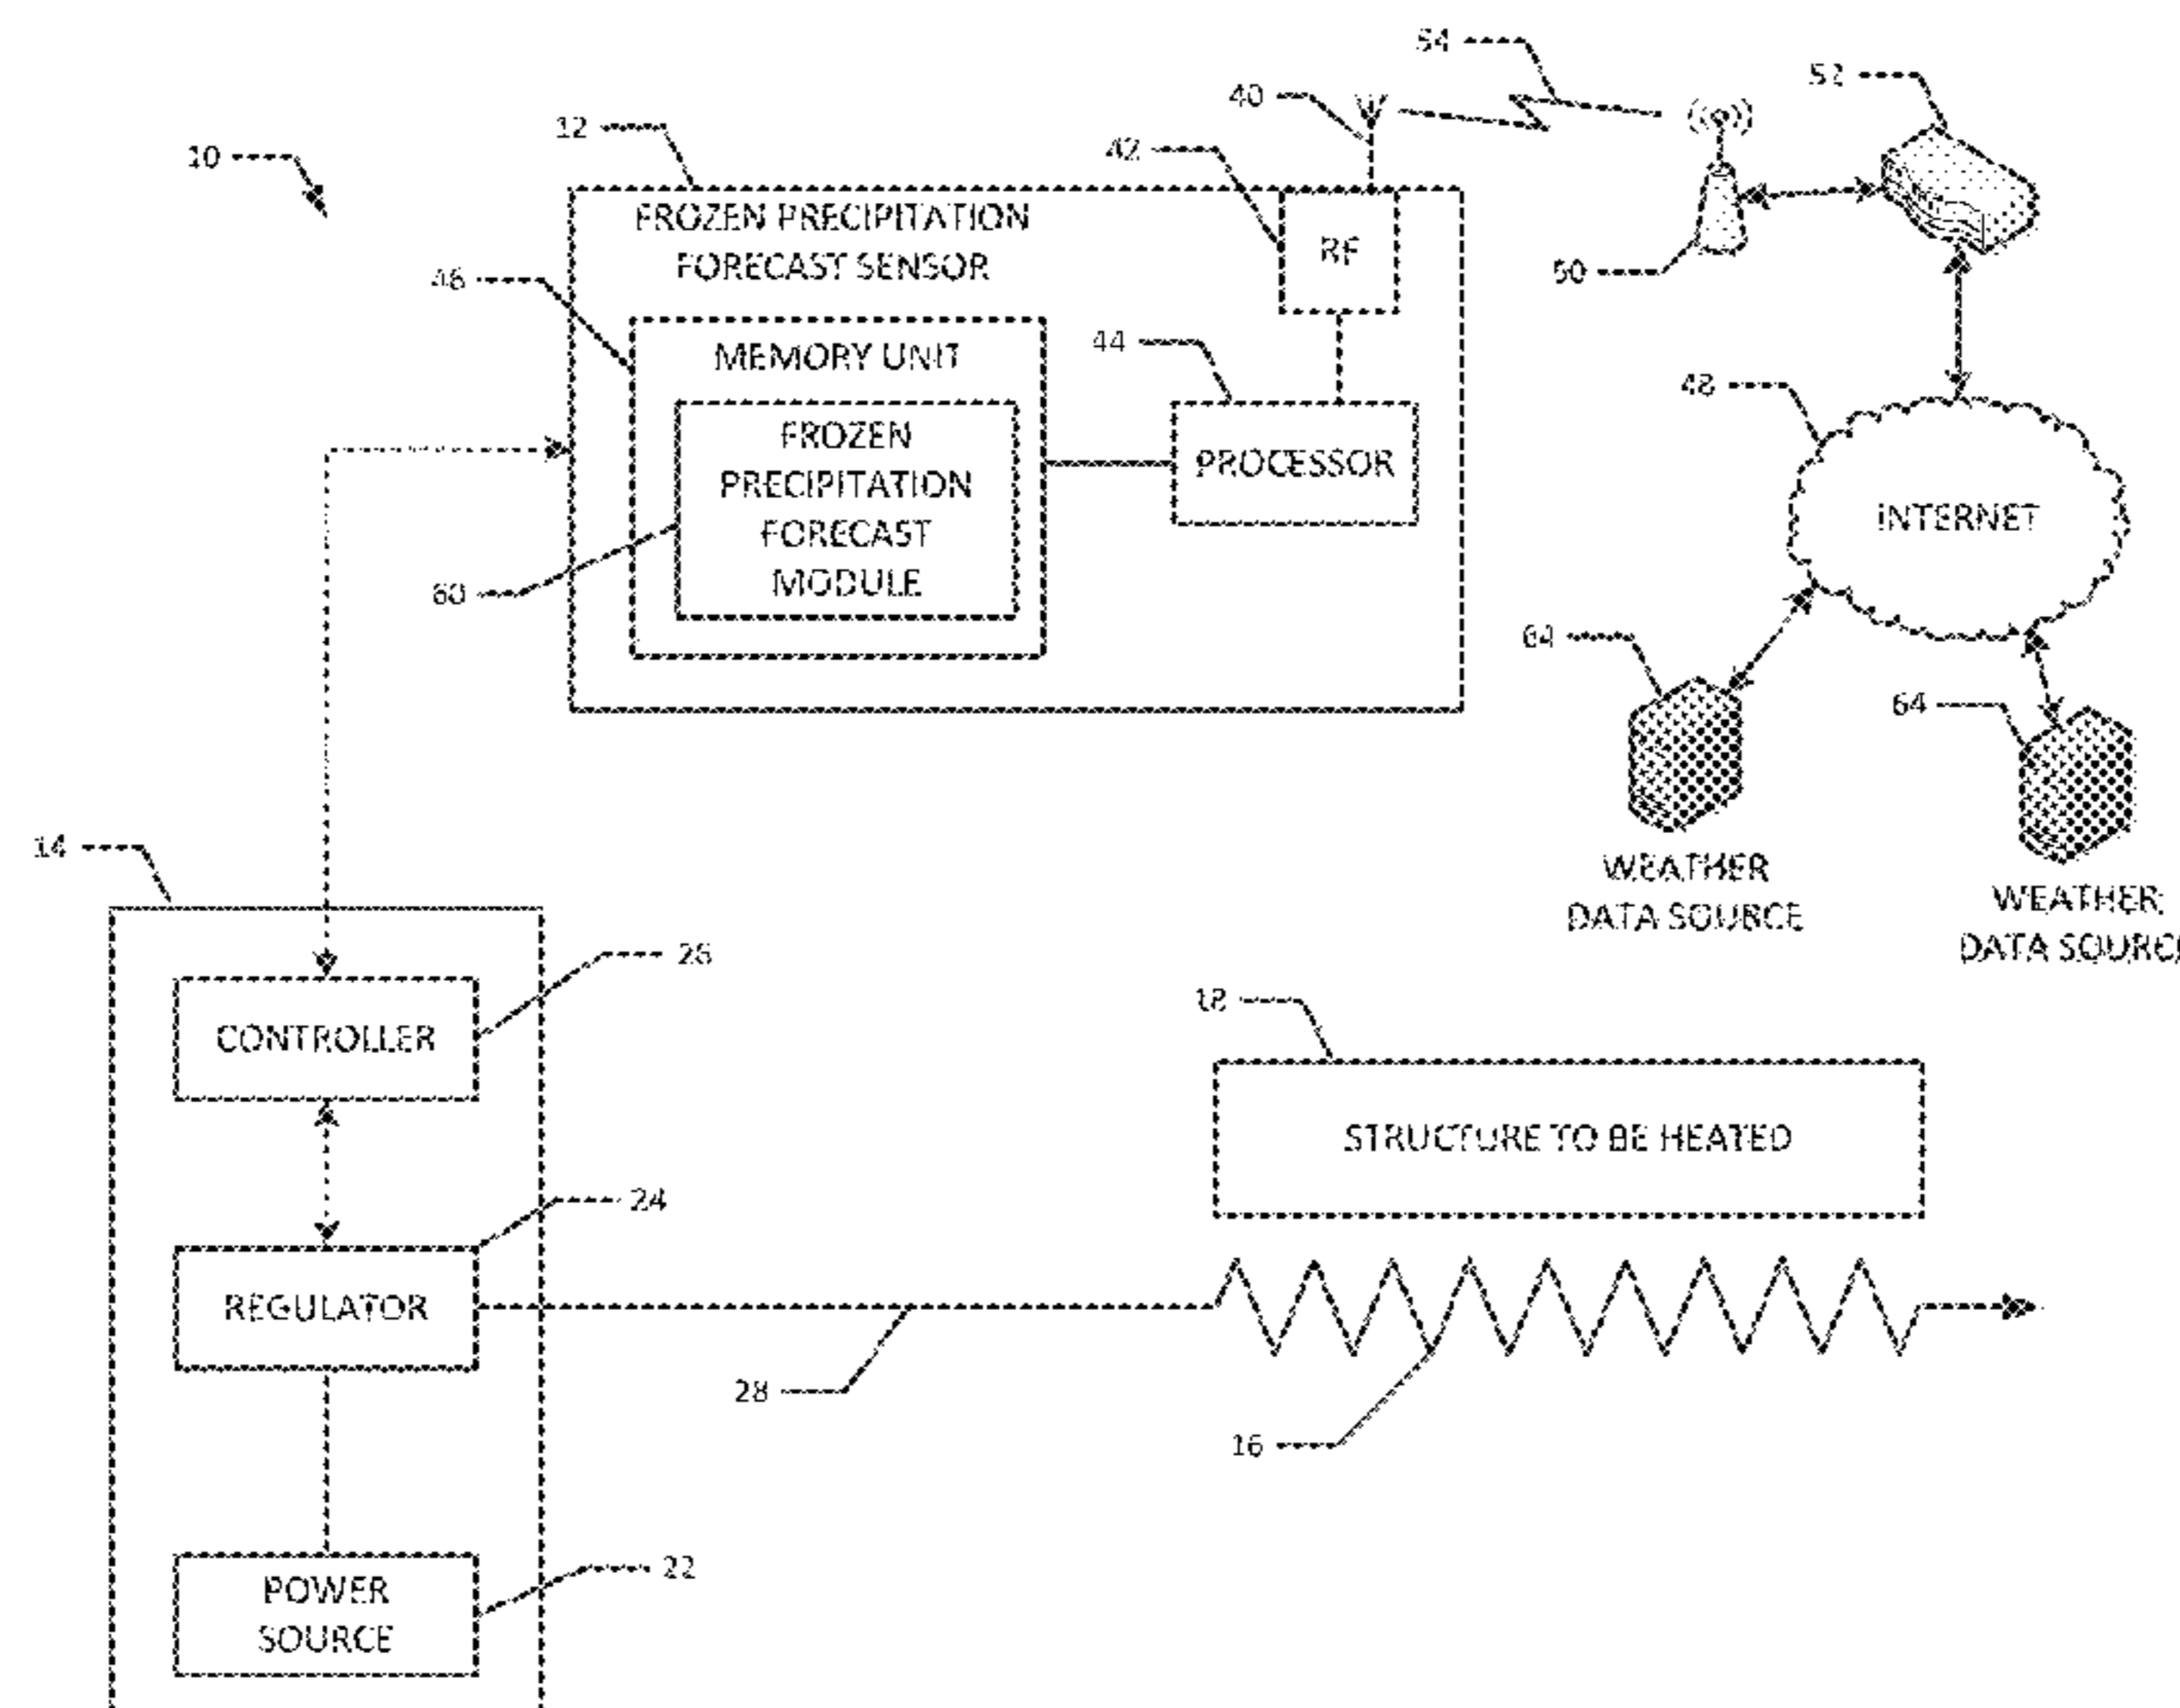 54
52
40
12
42
10
FROZEN PRECIPITATION
FORECAST SENSOR
RF
46
50
MEMORY UNIT
44
48
FROZEN
PRECIPITATION
FORECAST
MODULE
PROCESSOR
INTERNET
60
64
64
WEATHER
DATA SOURCE
WEATHER
DATA SOURCE
14
26
CONTROLLER
18
STRUCTURE TO BE HEATED
24
REGULATOR
28
16
POWER
SOURCE
22